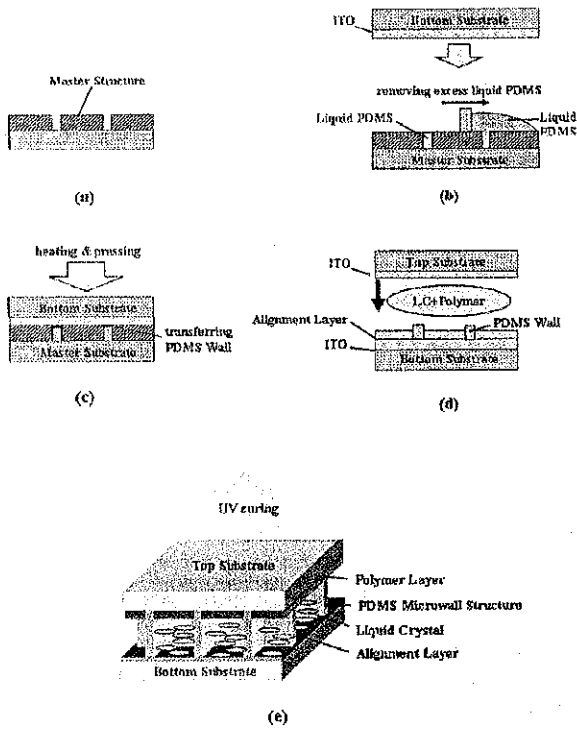 Master Structure
(a)
ITO
Bottom Substrate
removing excess liquid PDMS
Liquid PDMS
Liquid
PDMS
Master Substrate
(b)
heating & pressing
Bottom Substrate
transferring
PDMS Wall
Master Substrate
(c)
ITO
Top Substrate
LC+Polymer
Alignment Layer
PDMS Wall
ITO
Bottom Substrate
(d)
UV curing
Top Substrate
Polymer Layer
PDMS Microwall Structure
Liquid Crystal
Alignment Layer
Bottom Substrate
(e)